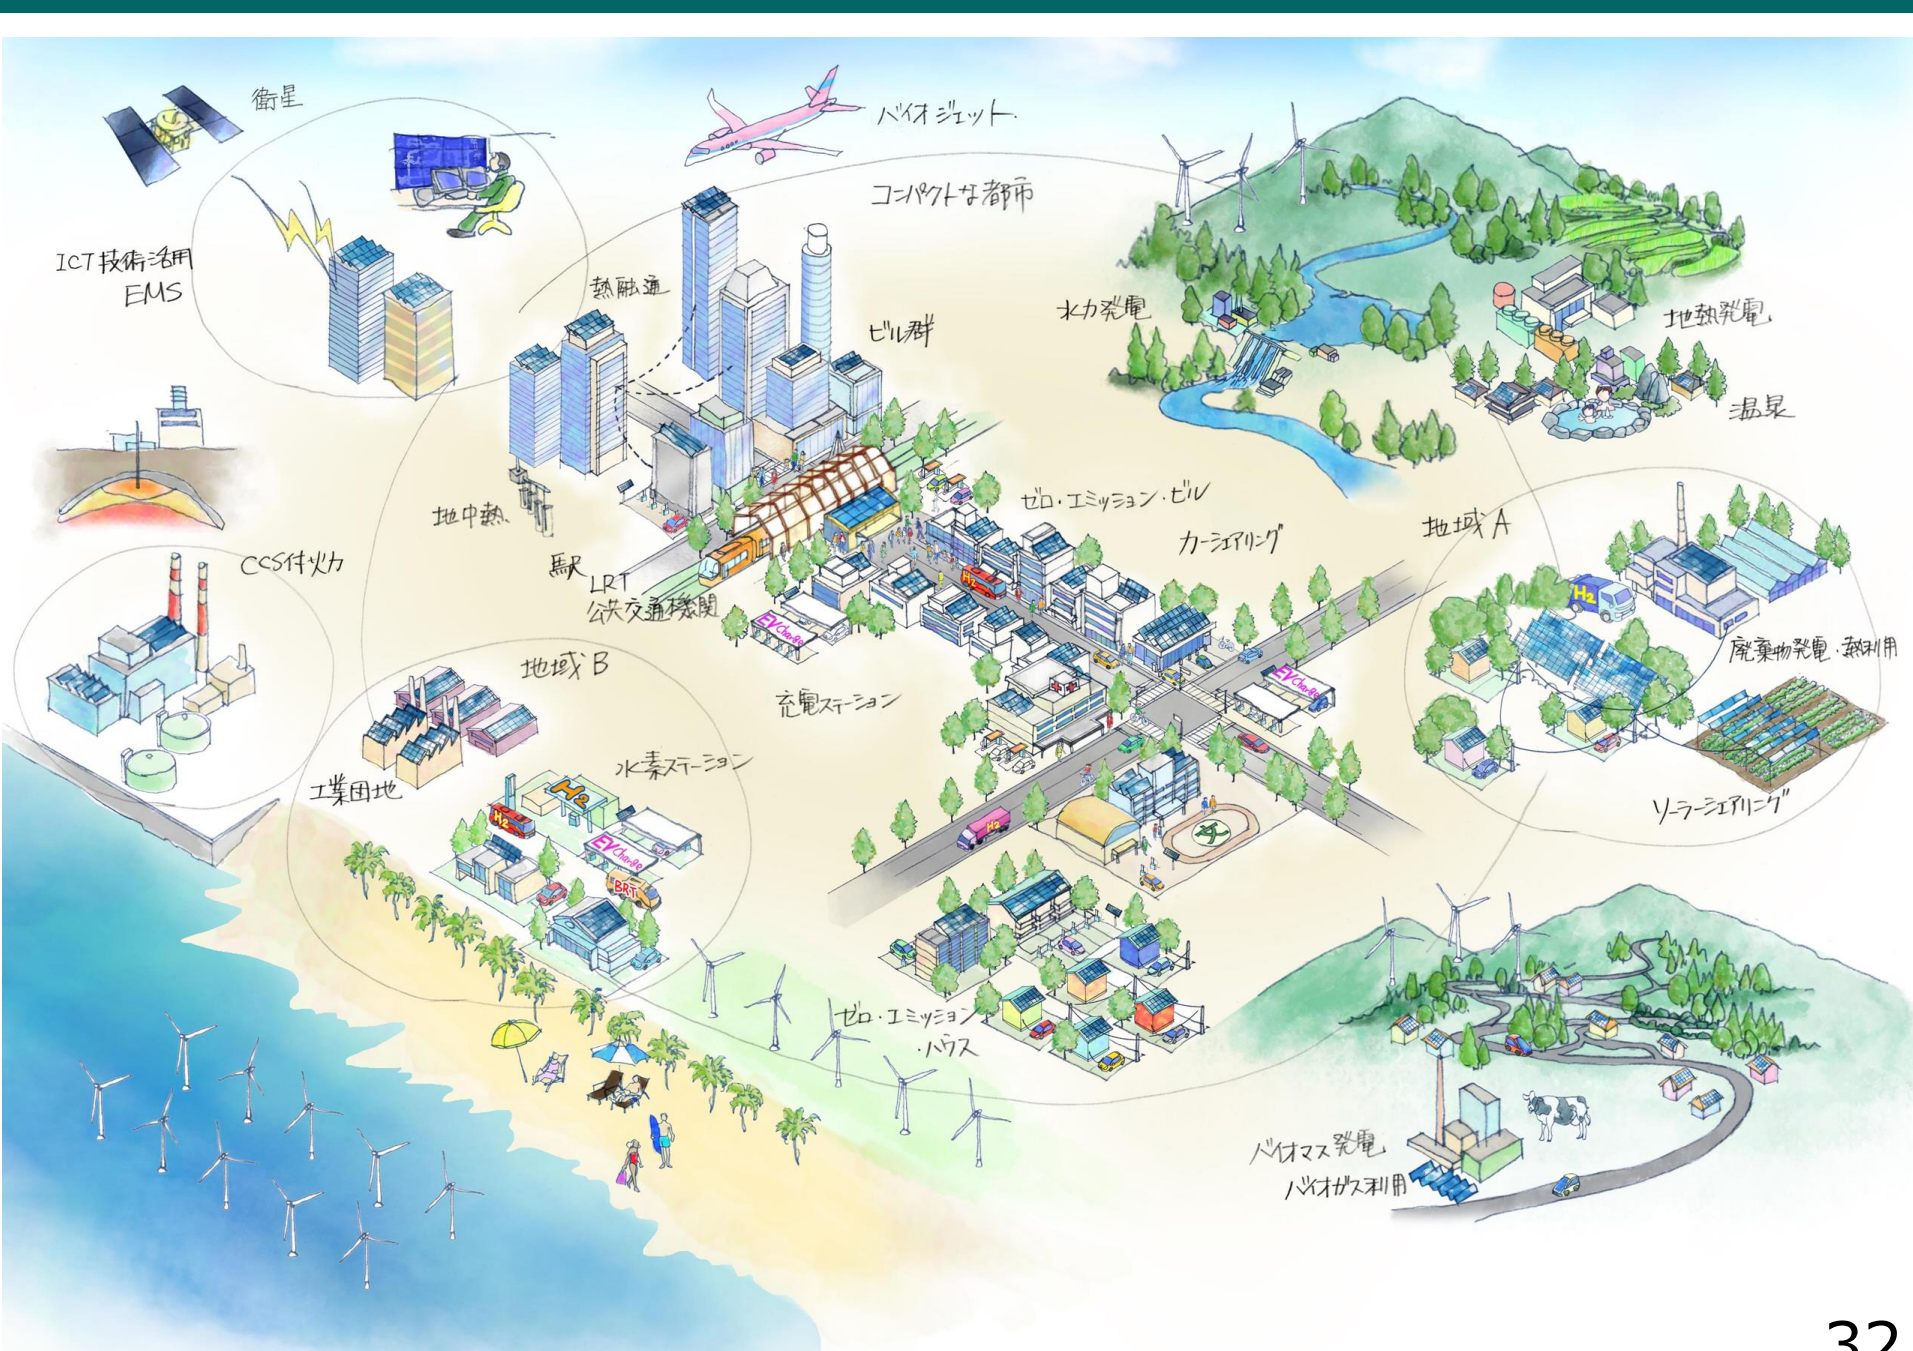 衛星
バイオジェット
コンパクトな都市
ICT技術活用
EMS
熱融通
ビル群
水力発電
地熱発電
温泉
地中熱
ゼロ・エミッション・ビル
カーシェアリング
地域A
CCS付火力
駅
LRT
公共交通機関
H2
H2
EV Charge
廃棄物発電・熱利用
地域B
EV Charge
充電ステーション
水素ステーション
工業団地
H2
H2
ソーラーシェアリング
EV Charge
H2
文
BRT
ゼロ・エミッション
・ハウス
バイオマス発電
バイオガス利用
32